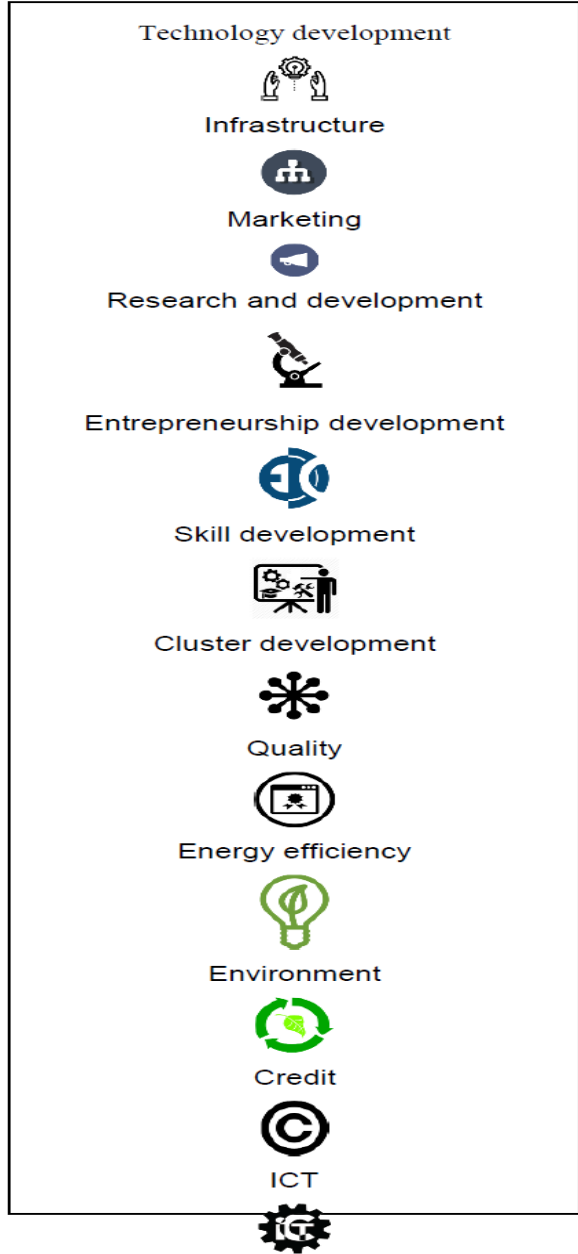 Technology development
Infrastructure
Marketing
Research and development
Entrepreneurship development
Skill development
Cluster development
Quality
Energy efficiency
Environment
Credit
©
ICT
iCT